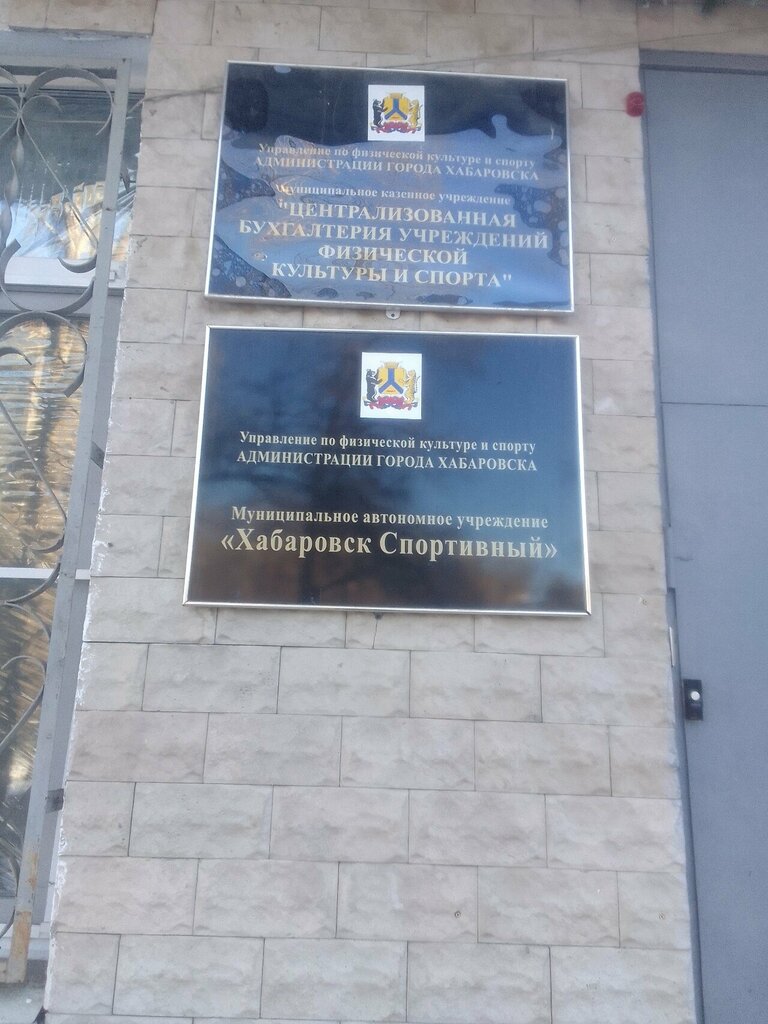 Управление по физической культуре и спорту
АДМИНИСТРАЦИИ ГОРОДА ХАБАРОВСКА
Муниципальное казенное учреждение
"ЦЕНТРАЛИЗОВАННАЯ
БУХГАЛТЕРИЯ УЧРЕЖДЕНИЙ
ФИЗИЧЕСКОЙ
КУЛЬТУРЫ И СПОРТА"
Управление по физической культуре и спорту
АДМИНИСТРАЦИИ ГОРОДА ХАБАРОВСКА
Муниципальное автономное учреждение
«Хабаровск Спортивный»